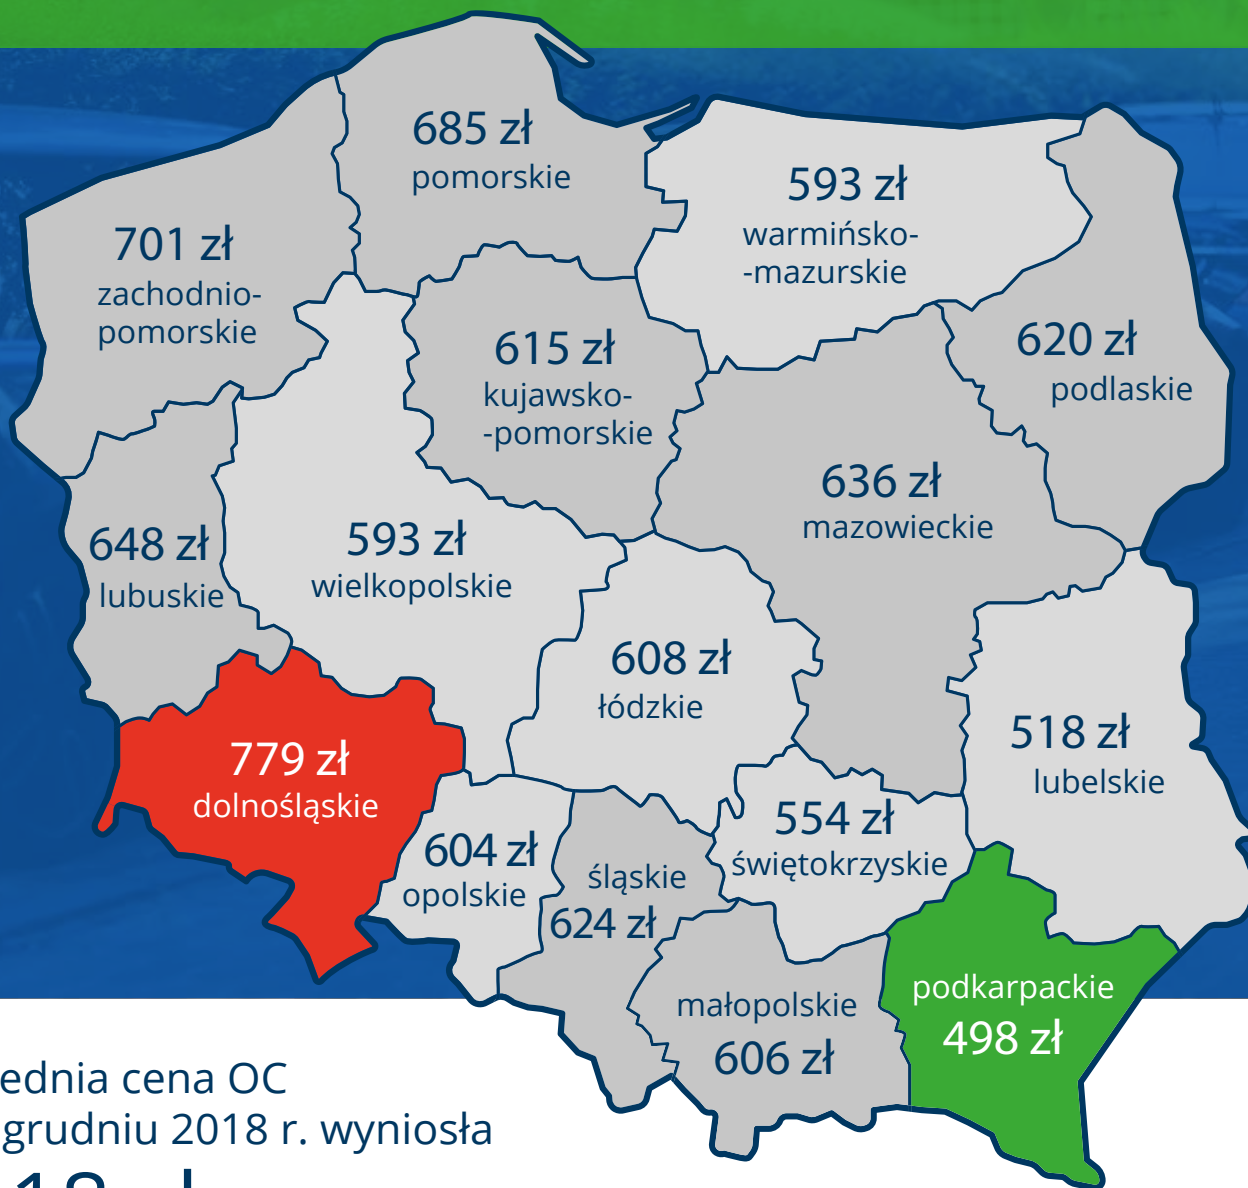 685 zł
pomorskie
593 zł
warmińsko-
-mazurskie
701 zł
zachodnio-
pomorskie
615 zł
kujawsko-
-pomorskie
620 zł
podlaskie
636 zł
mazowieckie
648 zł
lubuskie
593 zł
wielkopolskie
608 zł
łódzkie
518 zł
lubelskie
779 zł
dolnośląskie
604 zł
opolskie
śląskie
624 zł
554 zł
świętokrzyskie
małopolskie
606 zł
podkarpackie
498 zł
cena OC
grudniu 2018 r. wyniosła